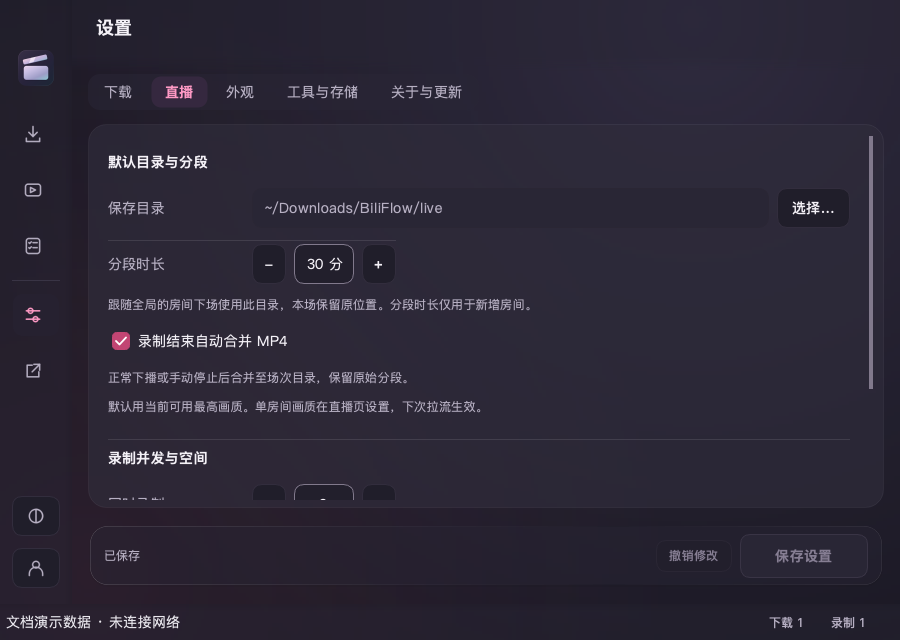 设置
下载 直播 外观 工具与存储 关于与更新
默认目录与分段
保存目录 ~/Downloads/BiliFlow/live 选择...
分段时长 − 30 分 +
跟随全局的房间下场使用此目录，本场保留原位置。分段时长仅用于新增房间。
录制结束自动合并 MP4
正常下播或手动停止后合并至场次目录，保留原始分段。
默认用当前可用最高画质。单房间画质在直播页设置，下次拉流生效。
录制并发与空间
已保存 撤销修改 保存设置
文档演示数据 · 未连接网络 下载 1 录制 1